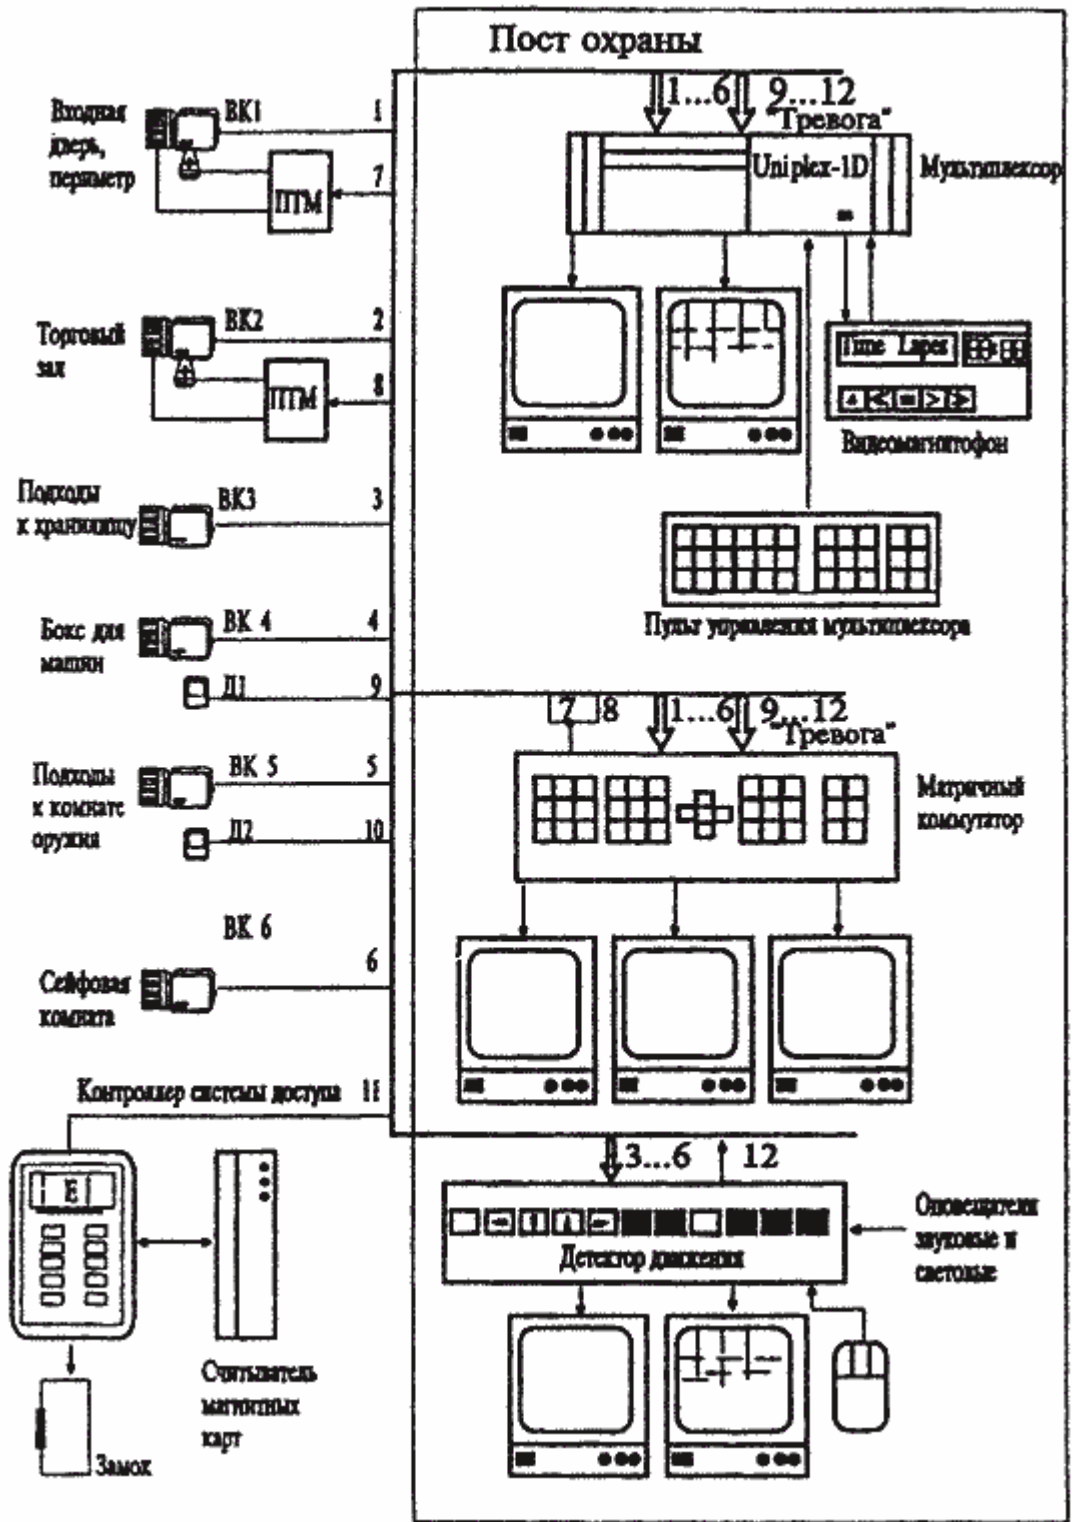 Пост охраны
Входная
дверь,
периметр
ВК1
1
7
ПТМ
1...6
9...12
"Тревога"
Uniplex-1D
Мультиплексор
Торговый
зал
ВК2
2
8
ПТМ
Time Lapes
Видеомагнитофон
Подходы
к хранилищу
ВК3
3
Пульт управления мультиплексора
Бокс для
машин
ВК 4
4
Д1
9
7 8
1...6
9...12
"Тревога"
Подходы
к комнате
оружия
ВК 5
5
Д2
10
Матричный
коммутатор
ВК 6
6
Сейфовая
комната
Контроллер системы доступа
11
3...6
12
Е
Детектор движения
Оповещатели
звуковые и
световые
Считыватель
магнитных
карт
Замок